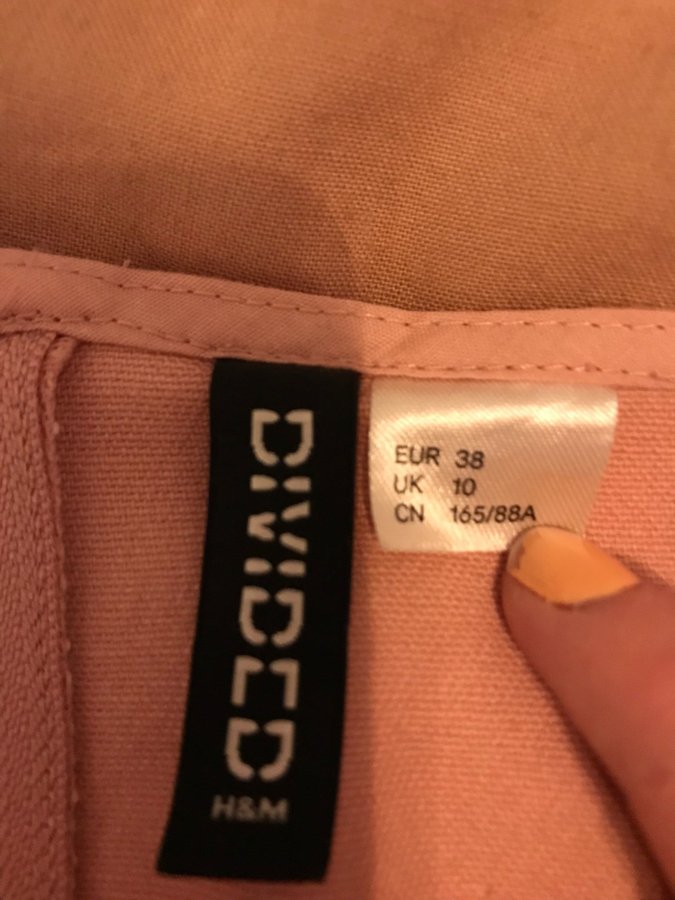 DIVIDED
H&M
EUR 38
UK 10
CN 165/88A